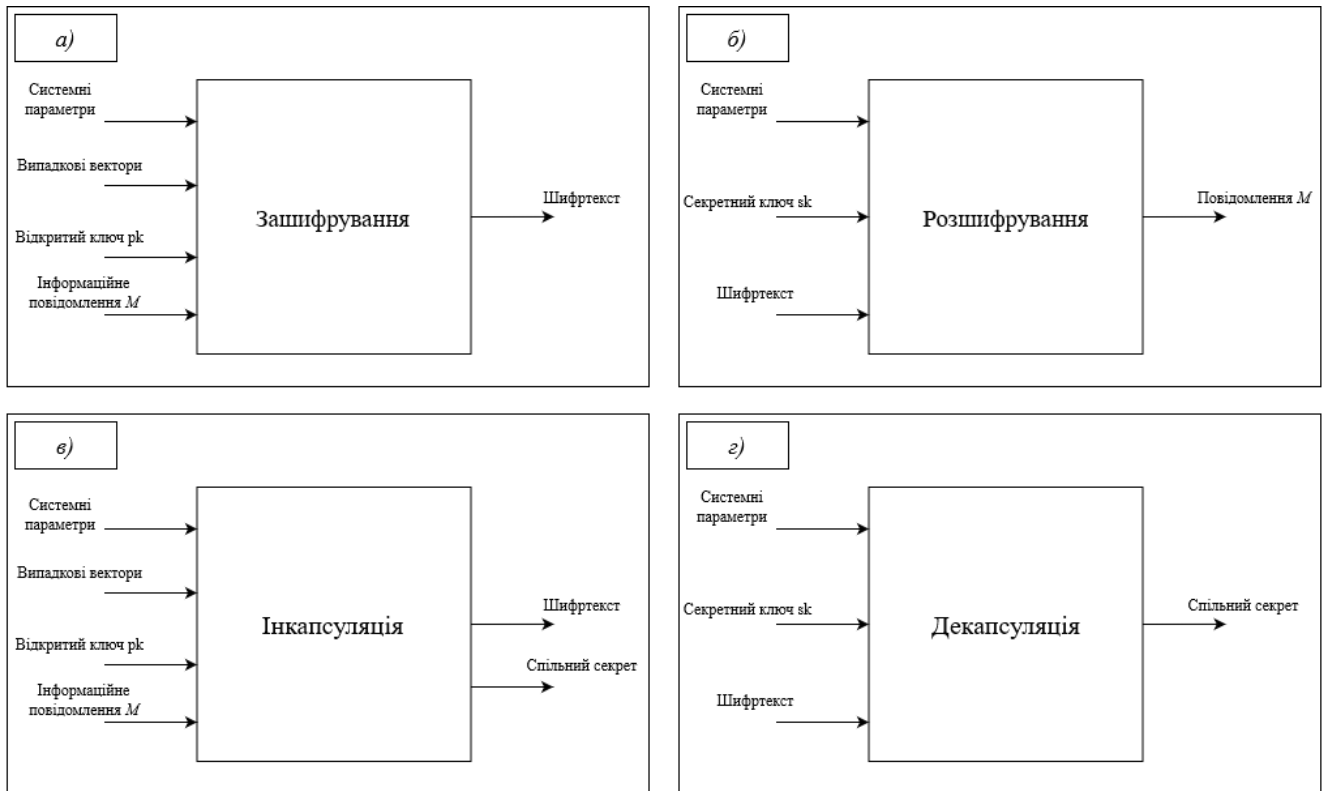 а)
Системні
параметри
Випадкові вектори
Відкритий ключ pk
Інформаційне
повідомлення M
Зашифрування
Шифртекст
б)
Системні
параметри
Секретний ключ sk
Шифртекст
Розшифрування
Повідомлення M
в)
Системні
параметри
Випадкові вектори
Відкритий ключ pk
Інформаційне
повідомлення M
Інкапсуляція
Шифртекст
Спільний секрет
г)
Системні
параметри
Секретний ключ sk
Шифртекст
Декапсуляція
Спільний секрет